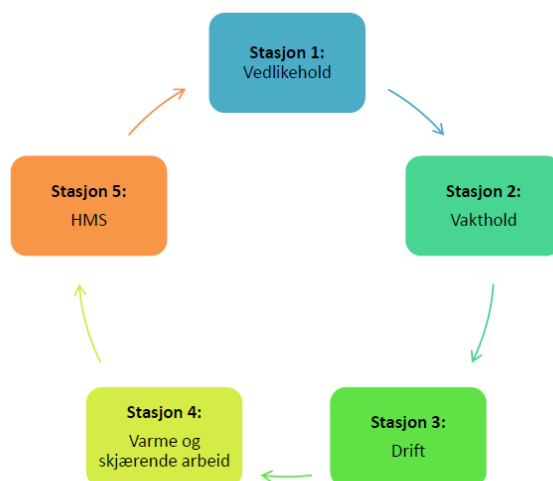 Stasjon 1:
Vedlikehold
Stasjon 2:
Vakthold
Stasjon 3:
Drift
Stasjon 4:
Varme og
skjærende arbeid
Stasjon 5:
HMS